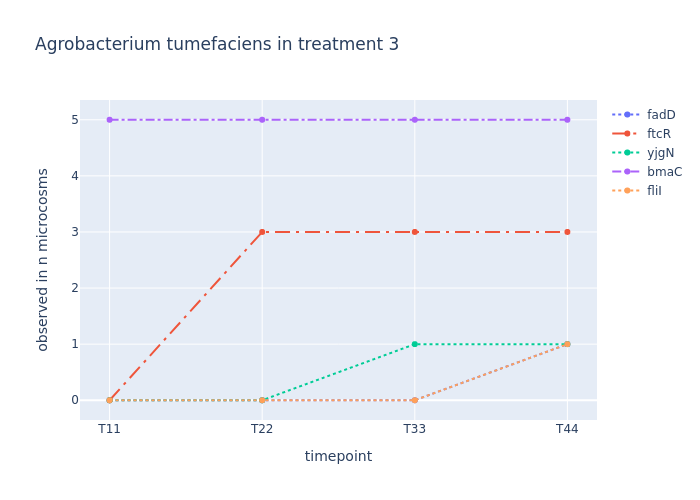 Agrobacterium tumefaciens in treatment 3
fadD
ftcR
yjgN
bmaC
fliI
observed in n microcosms
5
4
3
2
1
0
T11 T22 T33 T44
timepoint